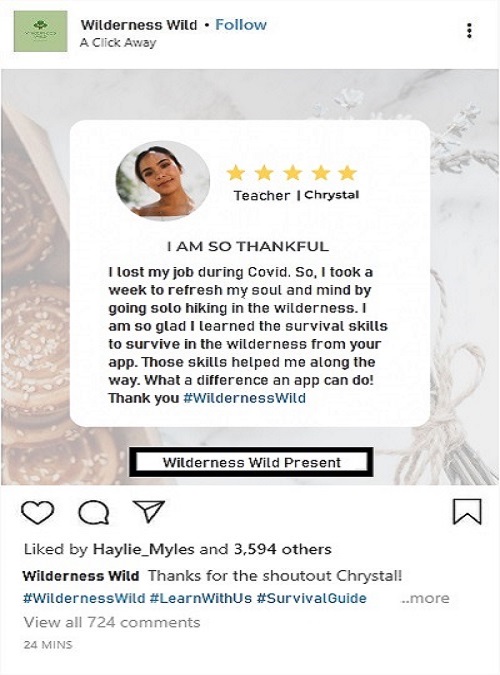 Wilderness Wild • Follow
A Click Away
Teacher | Chrystal
I AM SO THANKFUL
I lost my job during Covid. So, I took a
week to refresh my soul and mind by
going solo hiking in the wilderness. I
am so glad I learned the survival skills
to survive in the wilderness from your
app. Those skills helped me along the
way. What a difference an app can do!
Thank you #WildernessWild
Wilderness Wild Present
Liked by Haylie_Myles and 3,594 others
Wilderness Wild Thanks for the shoutout Chrystal!
#WildernessWild #LearnWithUs #SurvivalGuide ...more
View all 724 comments
24 MINS